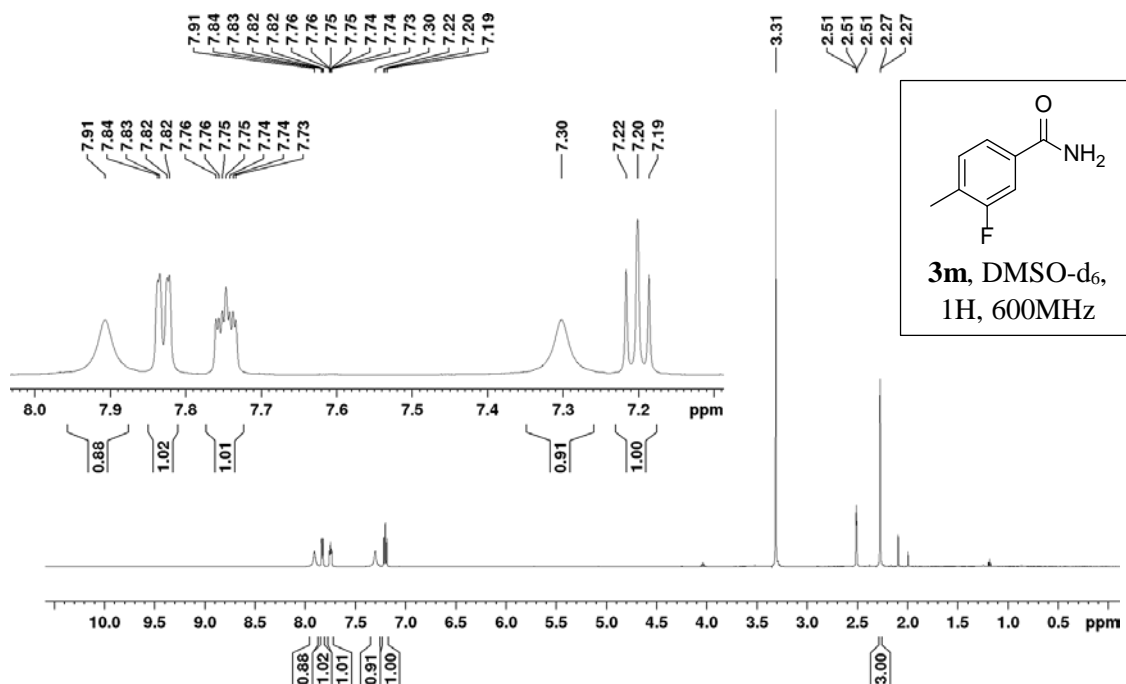 7.91 7.84 7.83 7.82 7.82 7.76 7.76 7.75 7.75 7.74 7.74 7.73 7.30 7.22 7.20 7.19 3.31 2.51 2.51 2.51 2.27 2.27
7.91 7.84 7.83 7.82 7.82 7.76 7.76 7.75 7.75 7.74 7.74 7.73 7.30 7.22 7.20 7.19
O
NH2
F
3m, DMSO-d6,
1H, 600MHz
8.0 7.9 7.8 7.7 7.6 7.5 7.4 7.3 7.2 ppm
0.88 1.02 1.01 0.91 1.00
10.0 9.5 9.0 8.5 8.0 7.5 7.0 6.5 6.0 5.5 5.0 4.5 4.0 3.5 3.0 2.5 2.0 1.5 1.0 0.5 ppm
0.88 1.02 1.01 0.91 1.00 3.00